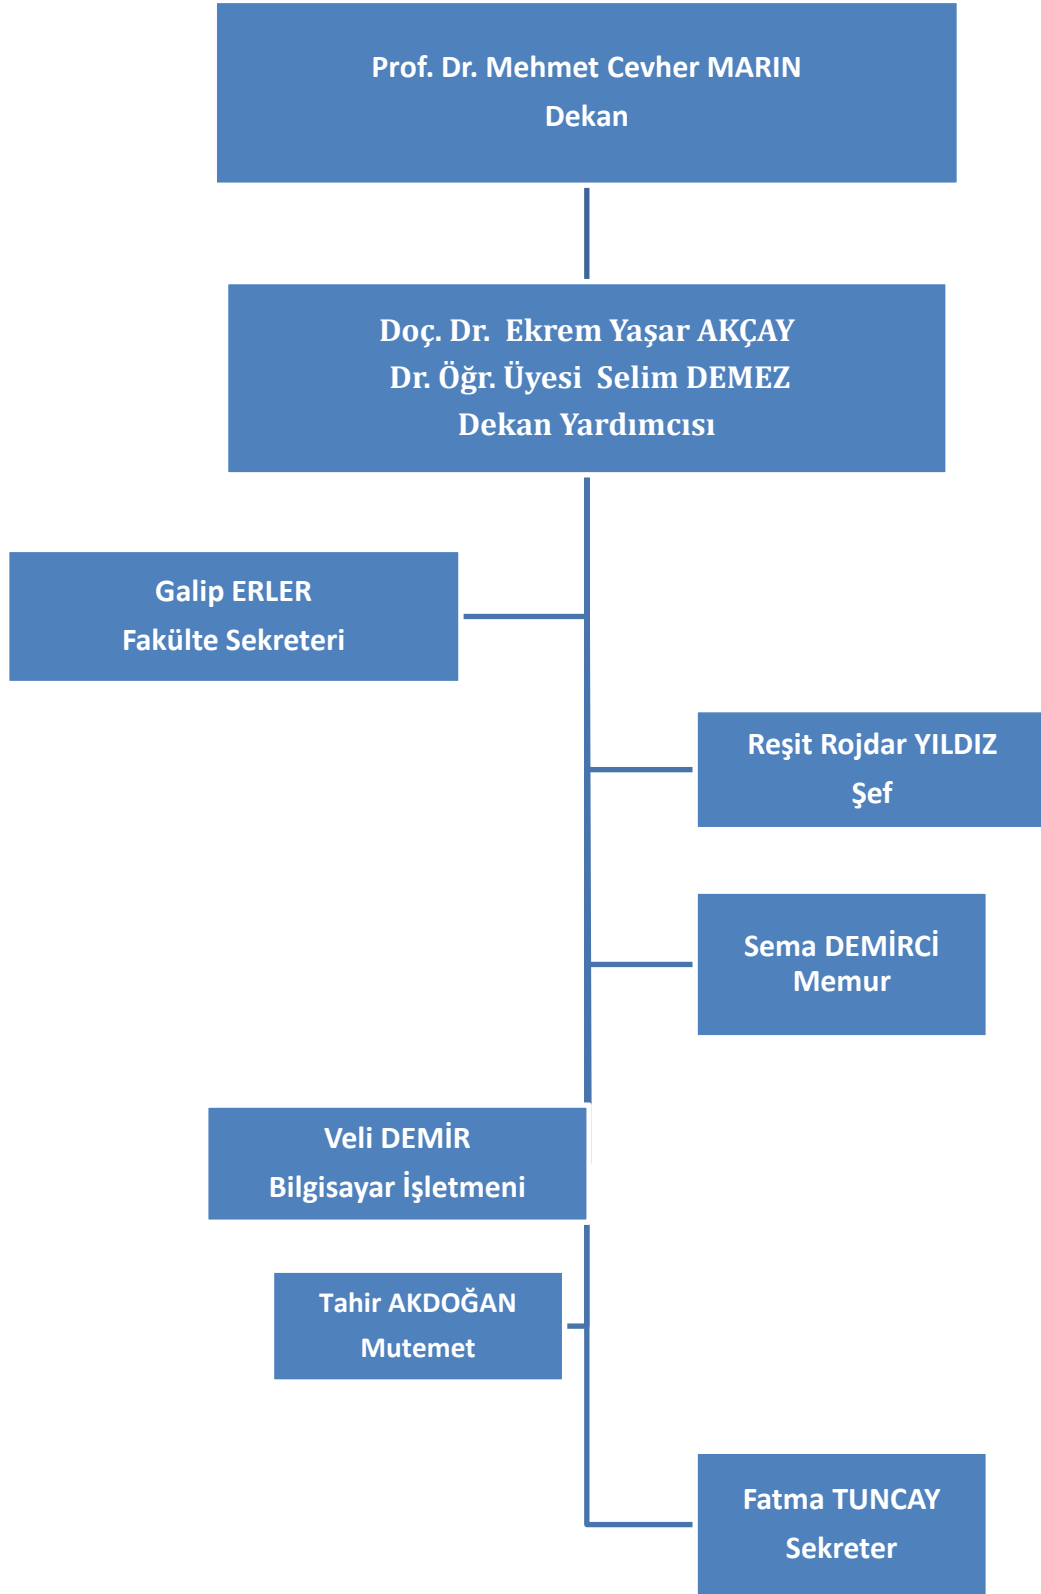 Prof. Dr. Mehmet Cevher MARIN
Dekan
Doç. Dr. Ekrem Yaşar AKÇAY
Dr. Öğr. Üyesi Selim DEMEZ
Dekan Yardımcısı
Galip ERLER
Fakülte Sekreteri
Reşit Rojdar YILDIZ
Şef
Sema DEMİRCİ
Memur
Veli DEMİR
Bilgisayar İşletmeni
Tahir AKDOĞAN
Mutemet
Fatma TUNCAY
Sekreter